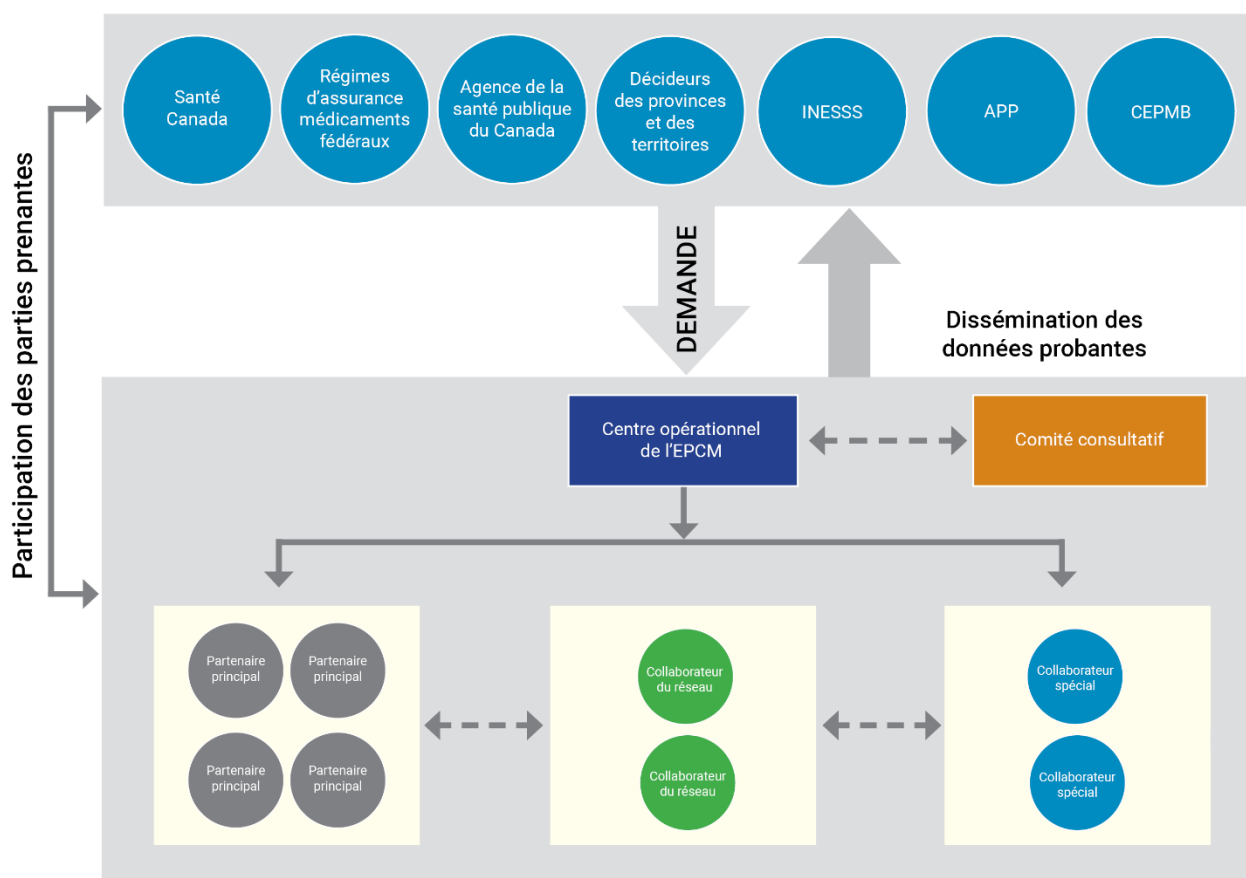 Santé
Canada
Régimes
d'assurance
médicaments
fédéraux
Agence de la
santé publique
du Canada
Décideurs
des provinces
et des
territoires
INESSS
APP
CEPMB
Participation des parties prenantes
DEMANDE
Dissémination des
données probantes
Centre opérationnel
de l'EPCM
Comité consultatif
Partenaire
principal
Partenaire
principal
Partenaire
principal
Partenaire
principal
Collaborateur
du réseau
Collaborateur
du réseau
Collaborateur
spécial
Collaborateur
spécial